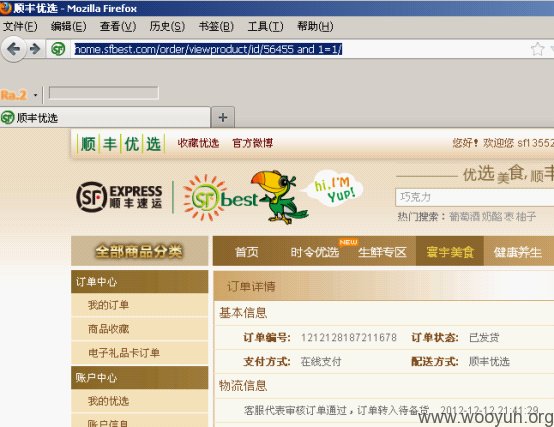 顺丰优选 - Mozilla Firefox
文件(F) 编辑(E) 查看(V) 历史(S) 书签(B) 工具(T) 帮助(H)
home.sfbest.com/order/viewproduct/id/56455 and 1=1/
Ra.2
顺丰优选
顺丰优选 收藏优选 官方微博 您好! 欢迎您 sf13552
SF EXPRESS 顺丰速运 SF best hi, I'M YUP! 优选美食,顺丰
巧克力
热门搜索: 葡萄酒 奶酪 枣 柚子
全部商品分类 首页 时令优选 NEW 生鲜专区 寰宇美食 健康养生
订单中心
我的订单
商品收藏
电子礼品卡订单
账户中心
我的优选
账户信息
订单详情
基本信息
订单编号: 1212128187211678 订单状态: 已发货
支付方式: 在线支付 配送方式: 顺丰优选
物流信息
客服代表审核订单通过,订单转入待备货 2012-12-12 21:41:29
www.wooyun.org